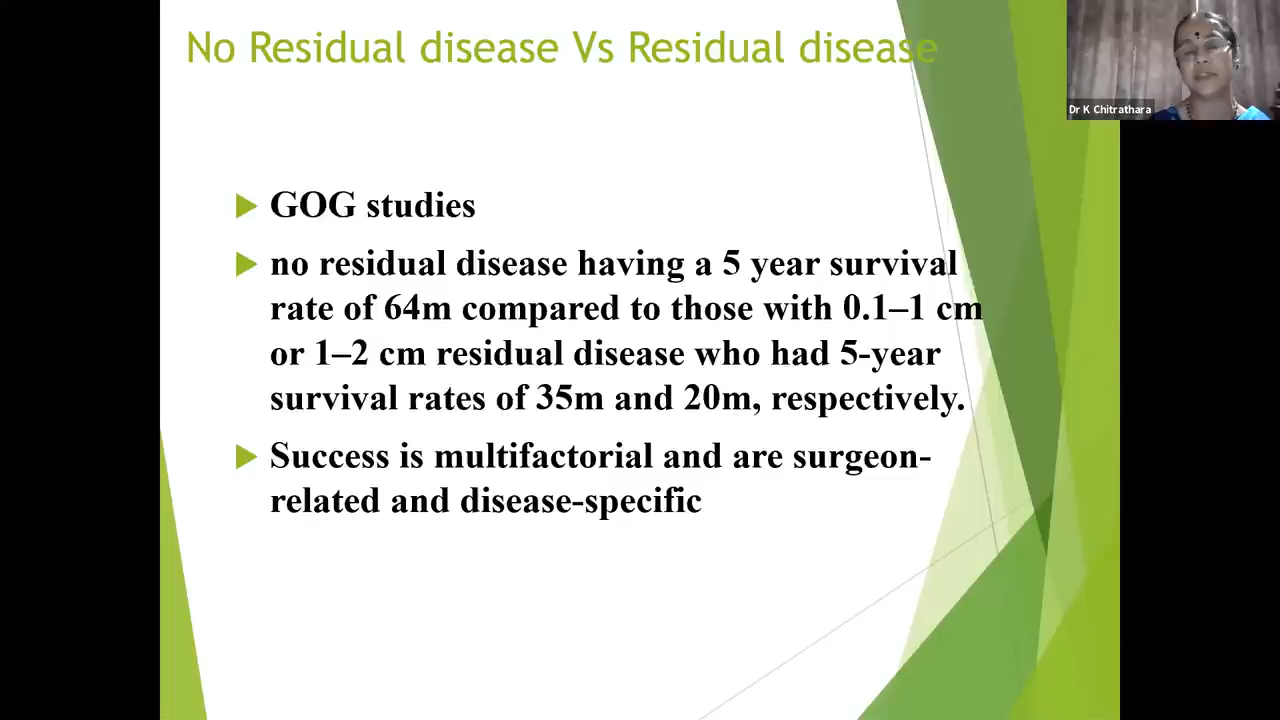 No Residual disease Vs Residual disease
Dr K Chitrathara
GOG studies
no residual disease having a 5 year survival
rate of 64m compared to those with 0.1–1 cm
or 1–2 cm residual disease who had 5-year
survival rates of 35m and 20m, respectively.
Success is multifactorial and are surgeon-
related and disease-specific